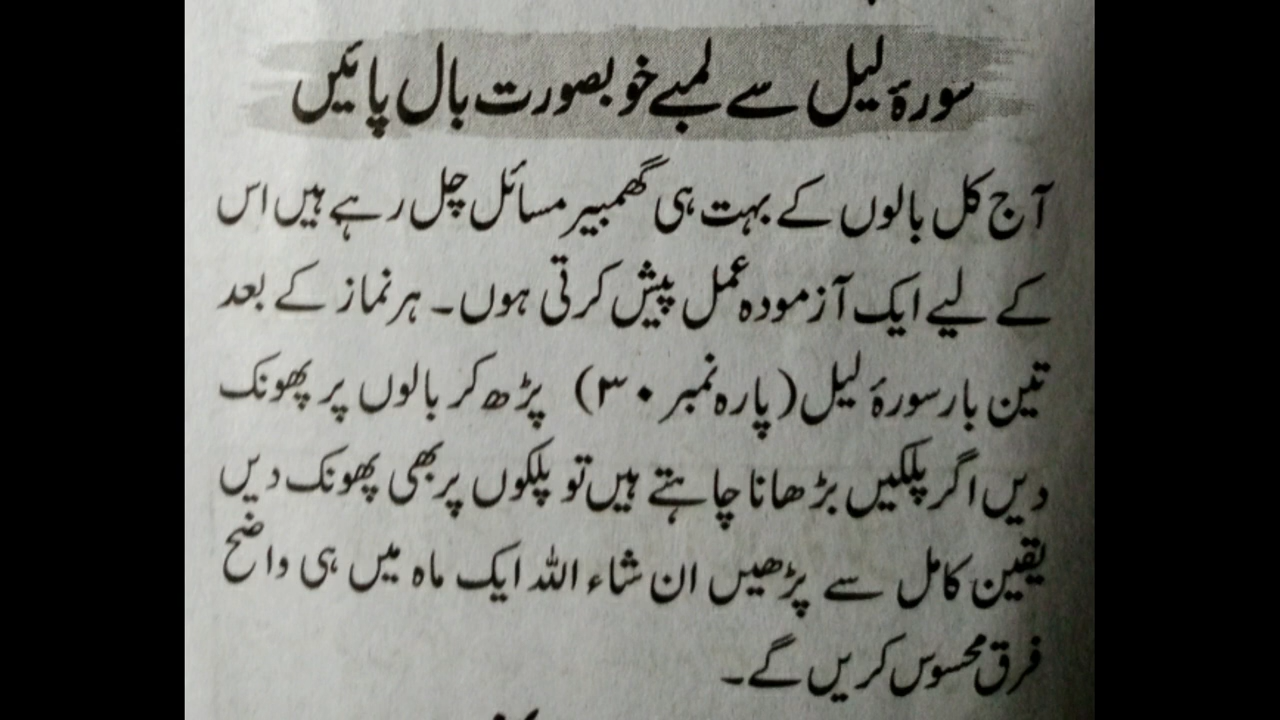 سورۂ لیل سے لمبے خوبصورت بال پائیں
آج کل بالوں کے بہت ہی گھمبیر مسائل چل رہے ہیں اس
کے لیے ایک آزمودہ عمل پیش کرتی ہوں۔ ہر نماز کے بعد
تین بار سورۂ لیل (پارہ نمبر ۳۰) پڑھ کر بالوں پر پھونک
دیں اگر پلکیں بڑھانا چاہتے ہیں تو پلکوں پر بھی پھونک دیں
یقین کامل سے پڑھیں ان شاء اللہ ایک ماہ میں ہی واضح
فرق محسوس کریں گے۔